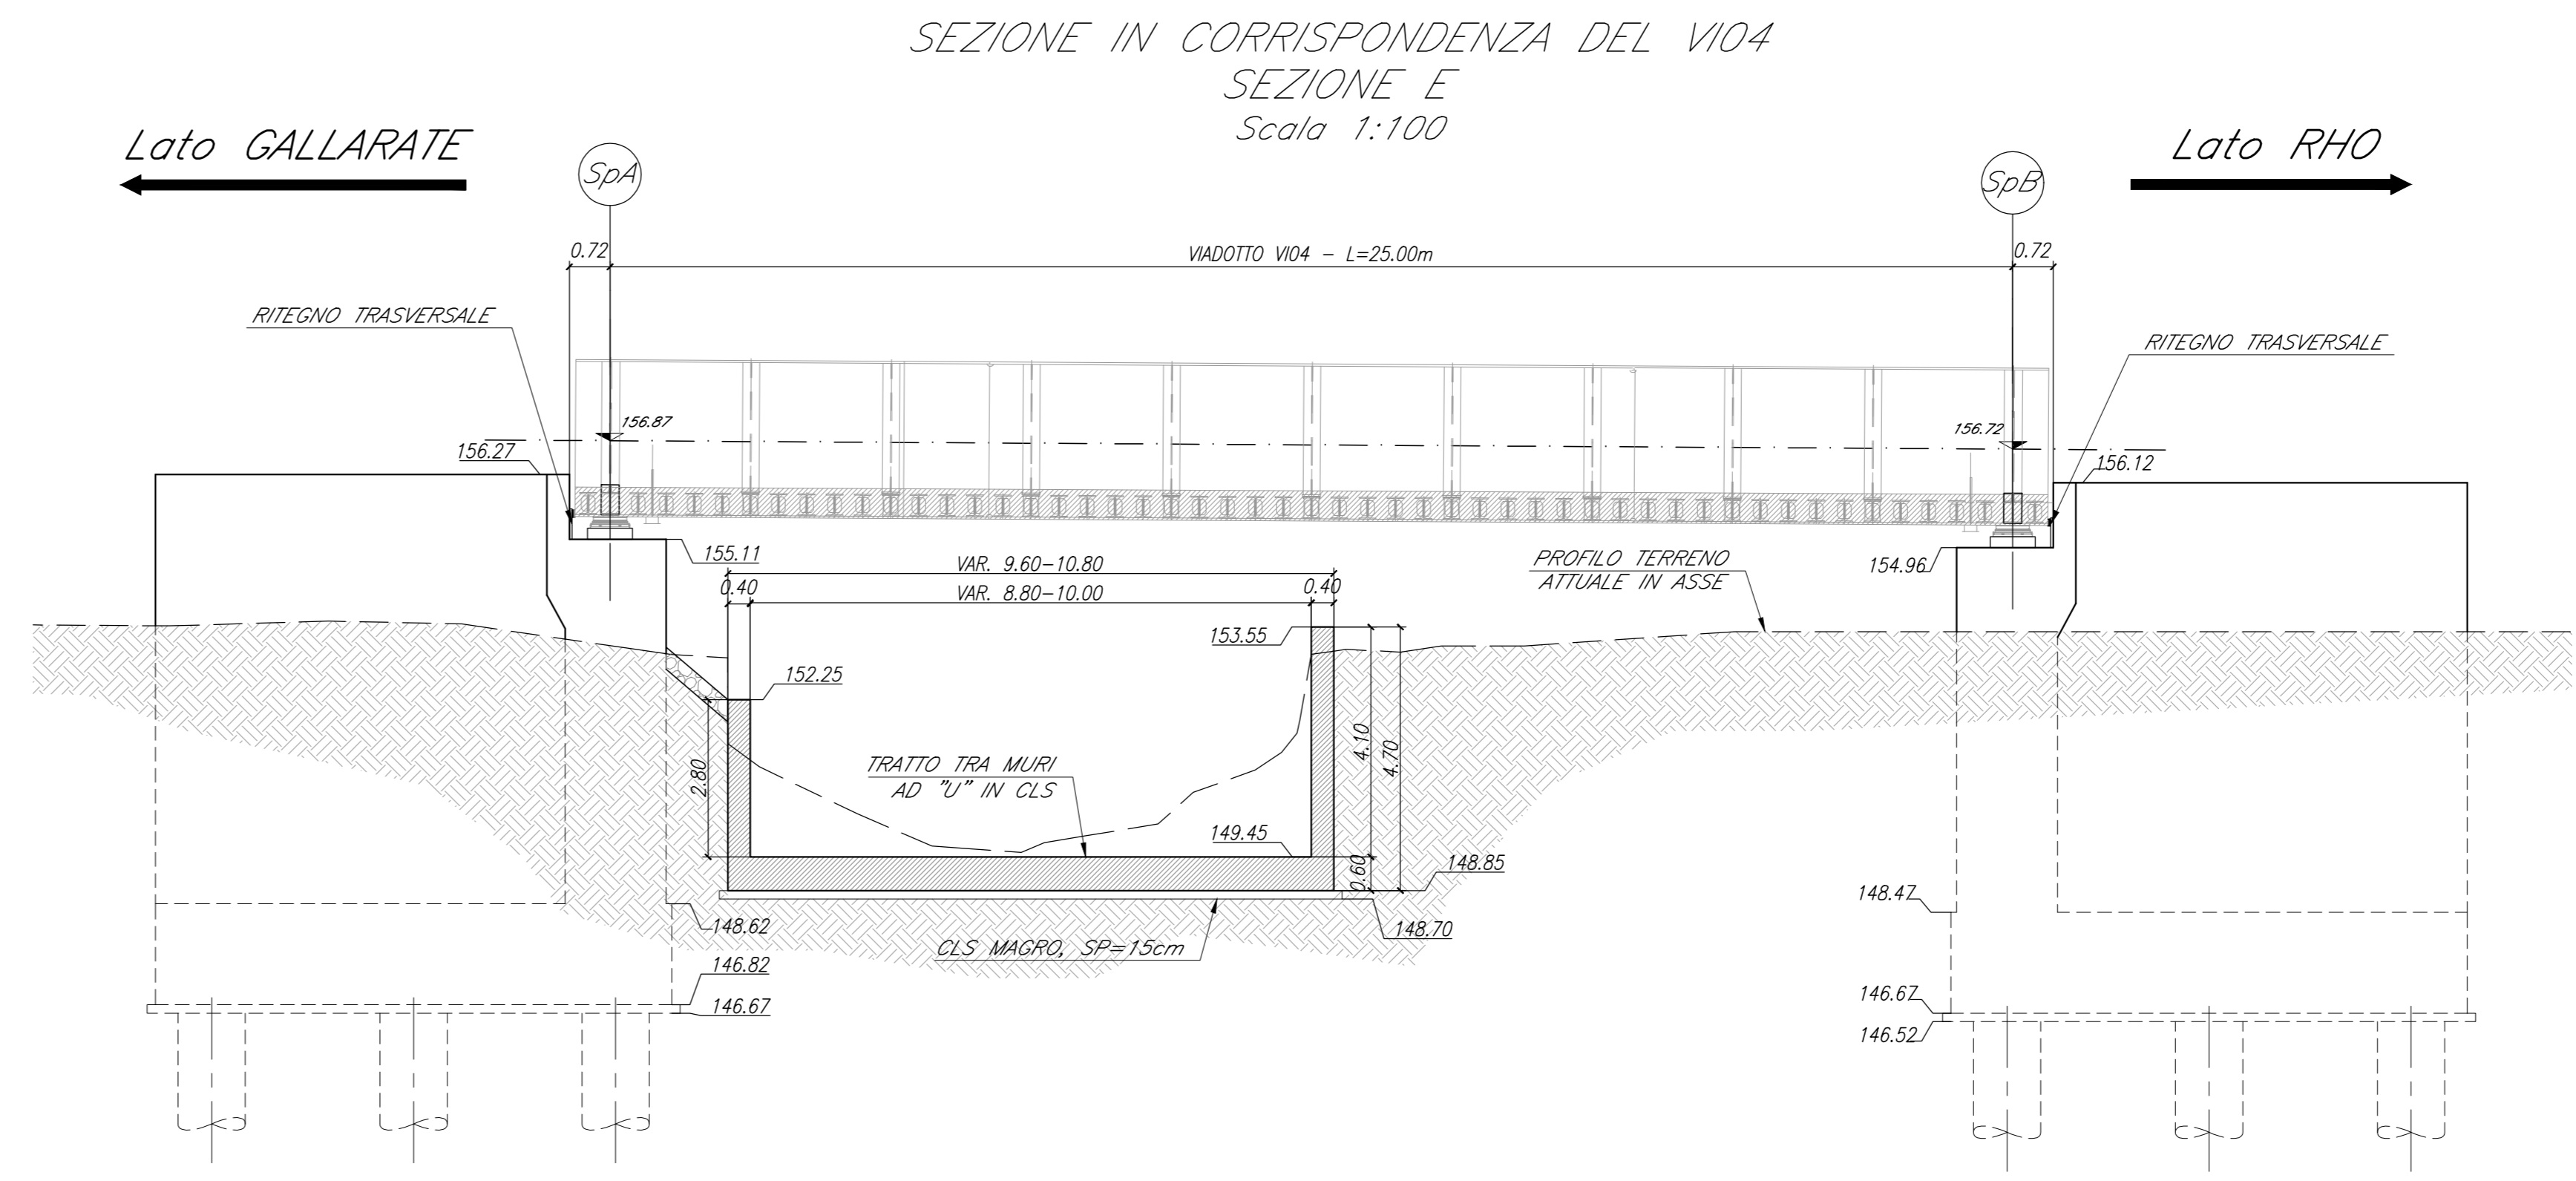 SEZIONE IN CORRISPONDENZA DEL VI04
SEZIONE E
Scala 1:100
Lato GALLARATE
Lato RHO
SpA
SpB
0.72
VIADOTTO VI04 - L=25.00m
0.72
RITEGNO TRASVERSALE
RITEGNO TRASVERSALE
156.87
156.72
156.27
156.12
155.11
154.96
PROFILO TERRENO
ATTUALE IN ASSE
VAR. 9.60-10.80
0.40
VAR. 8.80-10.00
0.40
153.55
152.25
2.80
4.10
4.70
TRATTO TRA MURI
AD "U" IN CLS
149.45
0.60
148.85
148.62
148.70
148.47
CLS MAGRO, SP=15cm
146.82
146.67
146.67
146.52